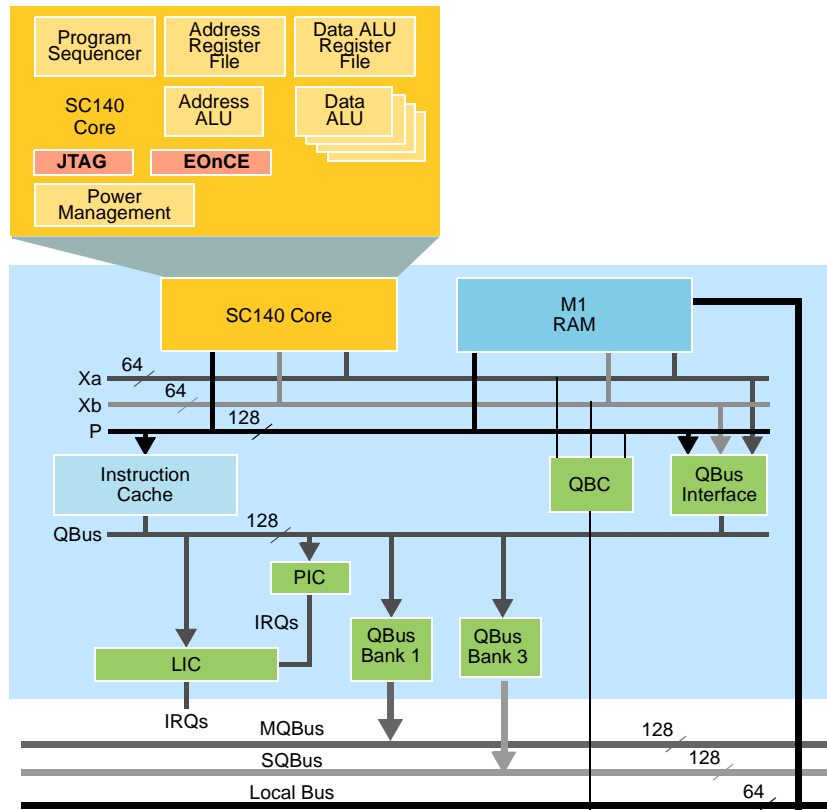 Program
Sequencer
Address
Register
File
Data ALU
Register
File
SC140
Core
Address
ALU
Data
ALU
JTAG
EOnCE
Power
Management
SC140 Core
M1
RAM
Xa
64
Xb
64
P
128
Instruction
Cache
QBC
QBus
Interface
QBus
128
PIC
IRQs
LIC
QBus
Bank 1
QBus
Bank 3
IRQs
MQBus
128
SQBus
128
Local Bus
64